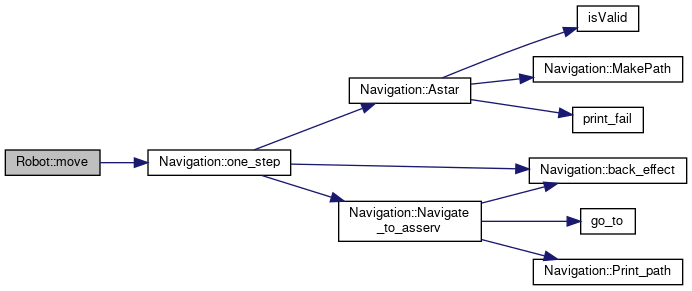 isValid
Navigation::MakePath
Navigation::Astar
print_fail
Robot::move
Navigation::one_step
Navigation::back_effect
Navigation::Navigate
_to_asserv
go_to
Navigation::Print_path